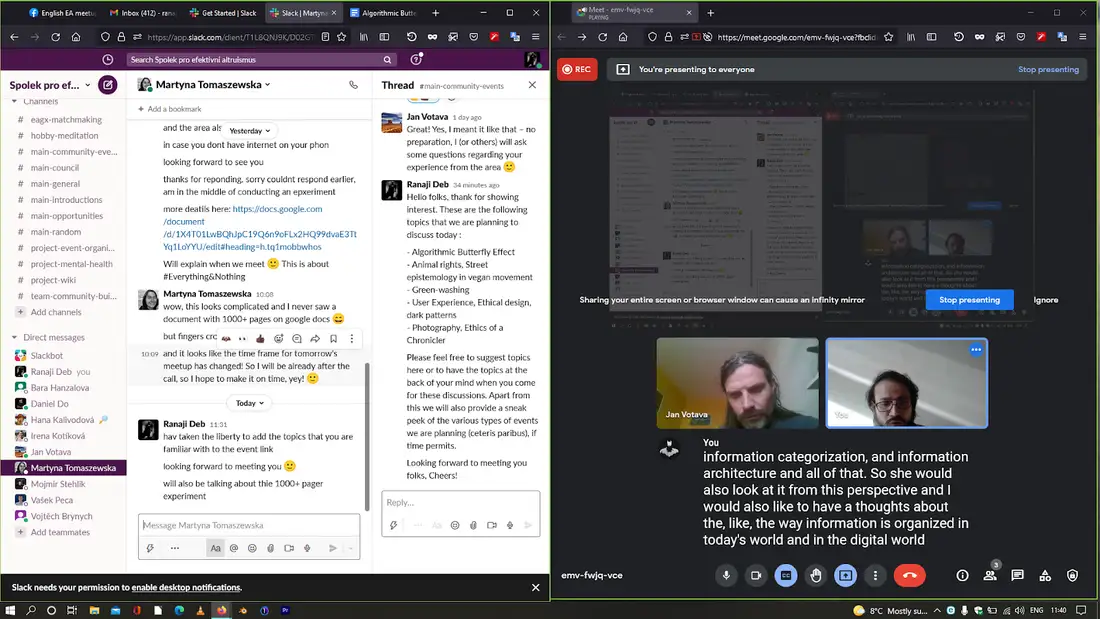 English EA meetu
Inbox (412) - rana
Get Started | Slack
Slack | Martyna
Algorithmic Butte
https://app.slack.com/client/T1LBQNJ9K/D02G
Search Spolek pro efektivní altruismus
Spolek pro ef...
Channels
# eagx-matchmaking
# hobby-meditation
# main-community-eve...
# main-council
# main-general
# main-introductions
# main-opportunities
# main-random
# project-event-organi...
# project-mental-health
# project-wiki
# team-community-bui...
Add channels
Direct messages
Slackbot
Ranaji Deb you
Bara Hanzalova
Daniel Do
Hana Kalivodová
Irena Kotíková
Jan Votava
Martyna Tomaszewska
Mojmír Stehlík
Vašek Peca
Vojtěch Brynych
Add teammates
Martyna Tomaszewska
+ Add a bookmark
and the area als
Yesterday
in case you dont have internet on your phon
looking forward to see you
thanks for reponding, sorry couldnt respond earlier,
am in the middle of conducting an epxeriment
more deatils here: https://docs.google.com
/document
/d/1X4T01LwBQhJpC19Q6n9oFLx2HQ99dvaE3Tt
Yq1LoYYU/edit#heading=h.tq1mobbwhos
Will explain when we meet 🙂 This is about
#Everything&Nothing
Martyna Tomaszewska 10:08
wow, this looks complicated and I never saw a
document with 1000+ pages on google docs 😄
but fingers crc
10:09 and it looks like the time frame for tomorrow's
meetup has changed! So I will be already after the
call, so I hope to make it on time, yey! 🙂
Today
Ranaji Deb 11:31
hav taken the liberty to add the topics that you are
familiar with to the event link
looking forward to meeting you 🙂
will also be talking about thie 1000+ pager
experiment
Message Martyna Tomaszewska
Aa
Thread #main-community-events
Jan Votava 1 day ago
Great! Yes, I meant it like that – no
preparation, I (or others) will ask
some questions regarding your
experience from the area 🙂
Ranaji Deb 34 minutes ago
Hello folks, thank for showing
interest. These are the following
topics that we are planning to
discuss today :
- Algorithmic Butterfly Effect
- Animal rights, Street
epistemology in vegan movement
- Green-washing
- User Experience, Ethical design,
dark patterns
- Photography, Ethics of a
Chronicler
Please feel free to suggest topics
here or to have the topics at the
back of your mind when you come
for these discussions. Apart from
this we will also provide a sneak
peek of the various types of events
we are planning (ceteris paribus), if
time permits.
Looking forward to meeting you
folks, Cheers!
Reply...
Aa
Slack needs your permission to enable desktop notifications.
Meet - emv-fwjq-vce
PLAYING
https://meet.google.com/emv-fwjq-vce?fbclid
REC
You're presenting to everyone
Stop presenting
Sharing your entire screen or browser window can cause an infinity mirror
Stop presenting
Ignore
Jan Votava
You
You
information categorization, and information
architecture and all of that. So she would
also look at it from this perspective and I
would also like to have a thoughts about
the, like, the way information is organized in
today's world and in the digital world
emv-fwjq-vce
3
8°C Mostly su...
ENG
11:40